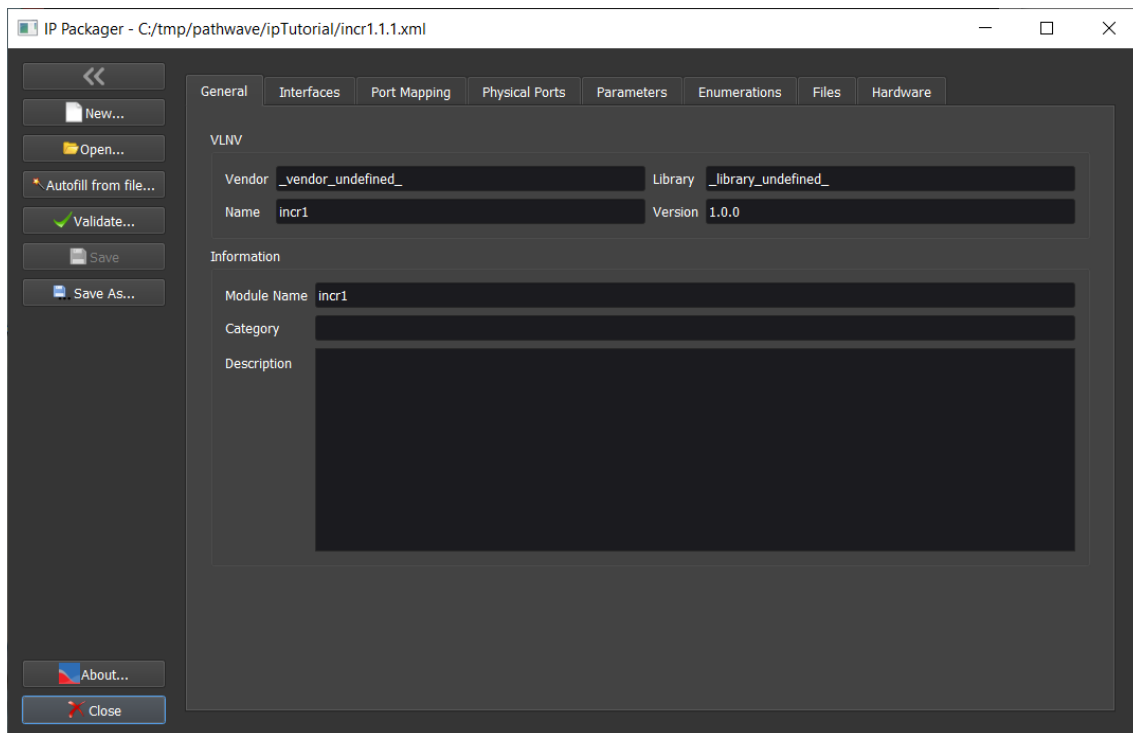 IP Packager - C:/tmp/pathwave/ipTutorial/incr1.1.1.xml
New...
Open...
Autofill from file...
Validate...
Save
Save As...
About...
Close
General Interfaces Port Mapping Physical Ports Parameters Enumerations Files Hardware
VLNV
Vendor _vendor_undefined_ Library _library_undefined_
Name incr1 Version 1.0.0
Information
Module Name incr1
Category
Description